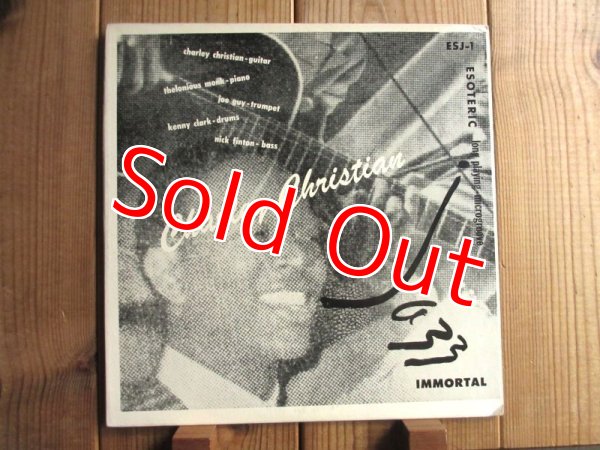 ESJ-1
charley christian-guitar
thelonious monk-piano
joe guy-trumpet
kenny clark-drums
nick finton-bass
ESOTERIC long playing microgroove
Christian
Sold Out
Jazz
IMMORTAL